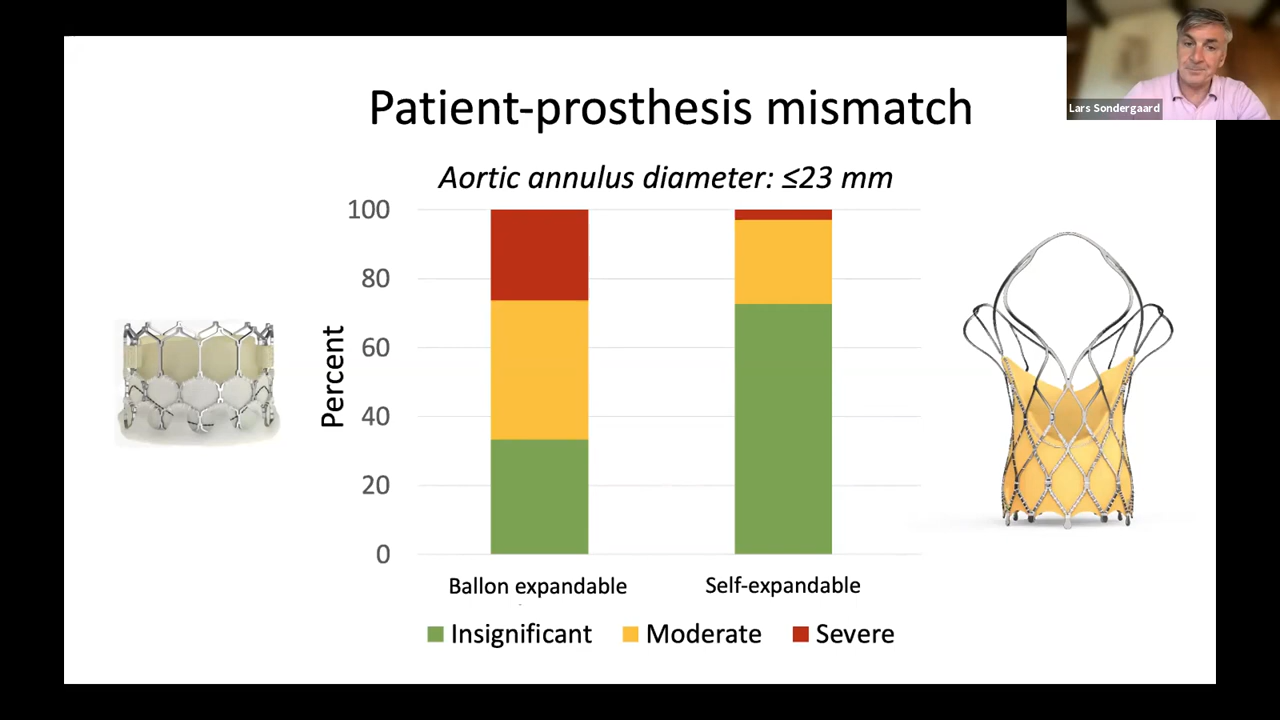 Lars Sondergaard
Patient-prosthesis mismatch
Aortic annulus diameter: ≤23 mm
100
80
60
40
20
0
Percent
Ballon expandable
Self-expandable
Insignificant
Moderate
Severe